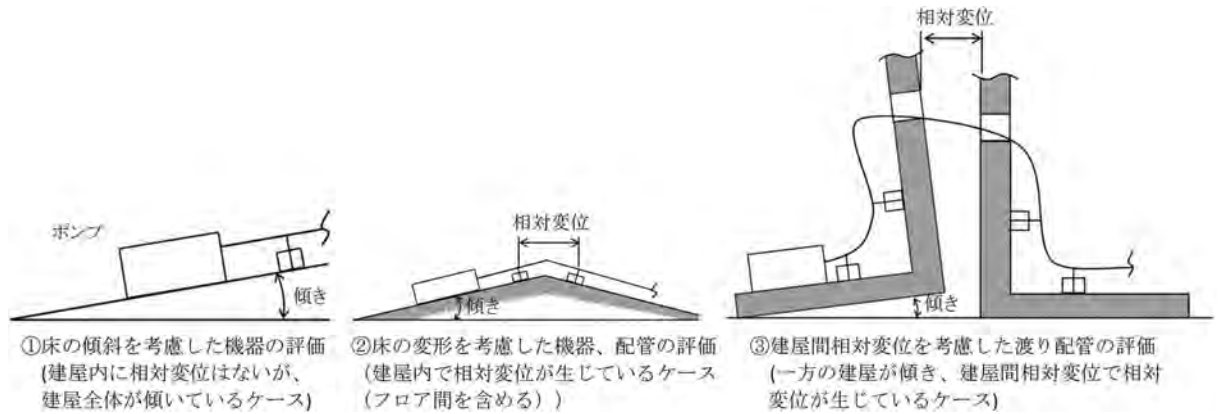 相対変位
ポンプ
傾き
①床の傾斜を考慮した機器の評価
(建屋内に相対変位はないが、
建屋全体が傾いているケース)
相対変位
傾き
②床の変形を考慮した機器、配管の評価
(建屋内で相対変位が生じているケース
(フロア間を含める))
傾き
③建屋間相対変位を考慮した渡り配管の評価
(一方の建屋が傾き、建屋間相対変位で相対
変位が生じているケース)